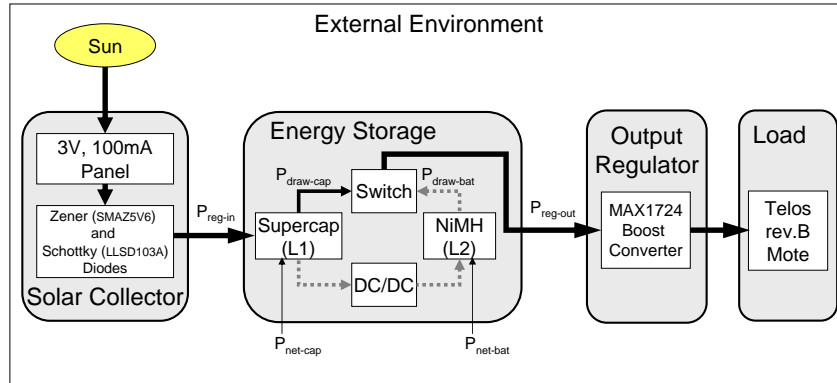 External Environment
Sun
3V, 100mA
Panel
Zener (SMAZ5V6)
and
Schottky (LLSD103A)
Diodes
Solar Collector
Preg-in
Energy Storage
Pdraw-cap
Switch
Pdraw-bat
Supercap
(L1)
NiMH
(L2)
DC/DC
Pnet-cap
Pnet-bat
Preg-out
Output
Regulator
MAX1724
Boost
Converter
Load
Telos
rev.B
Mote